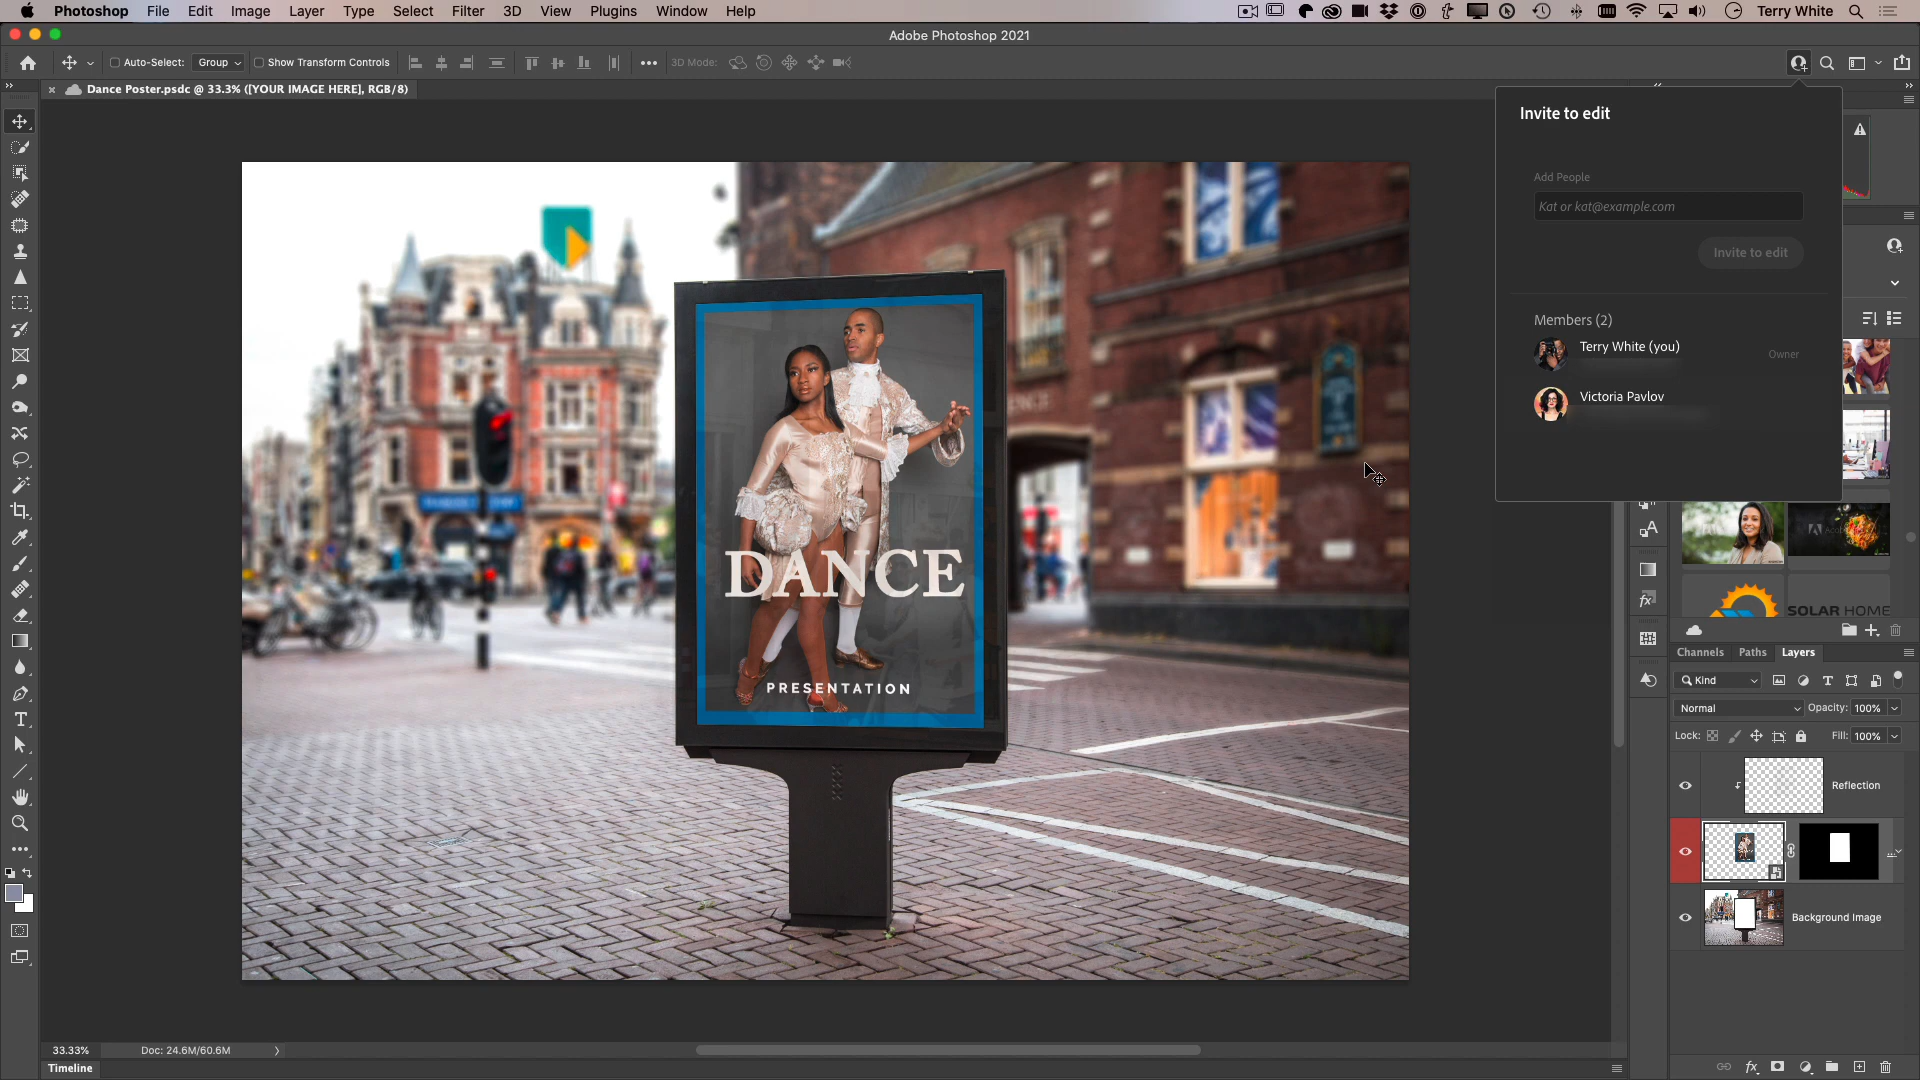 Photoshop File Edit Image Layer Type Select Filter 3D View Plugins Window Help Terry White
Adobe Photoshop 2021
Auto-Select: Group Show Transform Controls 3D Mode:
Dance Poster.psdc @ 33.3% ([YOUR IMAGE HERE], RGB/8)
Invite to edit
Add People
Kat or kat@example.com
Invite to edit
Members (2)
Terry White (you)
Owner
Victoria Pavlov
DANCE
PRESENTATION
SOLAR HOME
Channels Paths Layers
Kind
Normal Opacity: 100%
Lock: Fill: 100%
Reflection
Background Image
33.33% Doc: 24.6M/60.6M
Timeline